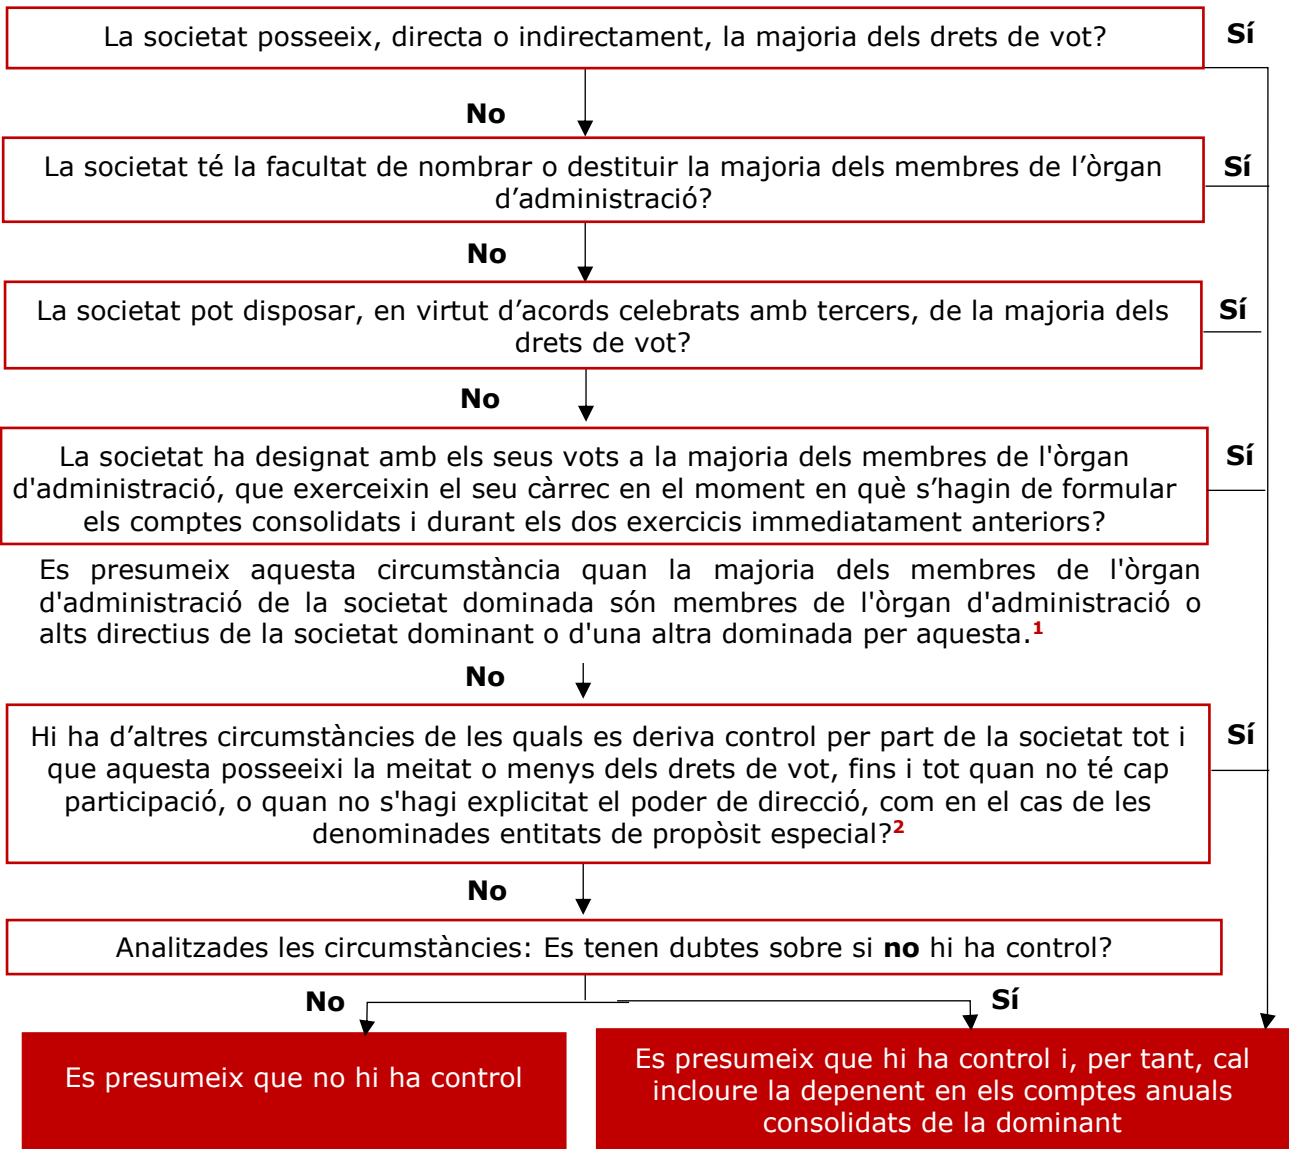 La societat posseeix, directa o indirectament, la majoria dels drets de vot?
Sí
No
La societat té la facultat de nombrar o destituir la majoria dels membres de l’òrgan
d’administració?
Sí
No
La societat pot disposar, en virtut d’acords celebrats amb tercers, de la majoria dels
drets de vot?
Sí
No
La societat ha designat amb els seus vots a la majoria dels membres de l'òrgan
d'administració, que exerceixin el seu càrrec en el moment en què s’hagin de formular
els comptes consolidats i durant els dos exercicis immediatament anteriors?
Sí
Es presumeix aquesta circumstància quan la majoria dels membres de l'òrgan
d'administració de la societat dominada són membres de l'òrgan d'administració o
alts directius de la societat dominant o d'una altra dominada per aquesta.1
No
Hi ha d’altres circumstàncies de les quals es deriva control per part de la societat tot i
que aquesta posseeixi la meitat o menys dels drets de vot, fins i tot quan no té cap
participació, o quan no s'hagi explicitat el poder de direcció, com en el cas de les
denominades entitats de propòsit especial?2
Sí
No
Analitzades les circumstàncies: Es tenen dubtes sobre si no hi ha control?
No
Sí
Es presumeix que no hi ha control
Es presumeix que hi ha control i, per tant, cal
incloure la depenent en els comptes anuals
consolidats de la dominant